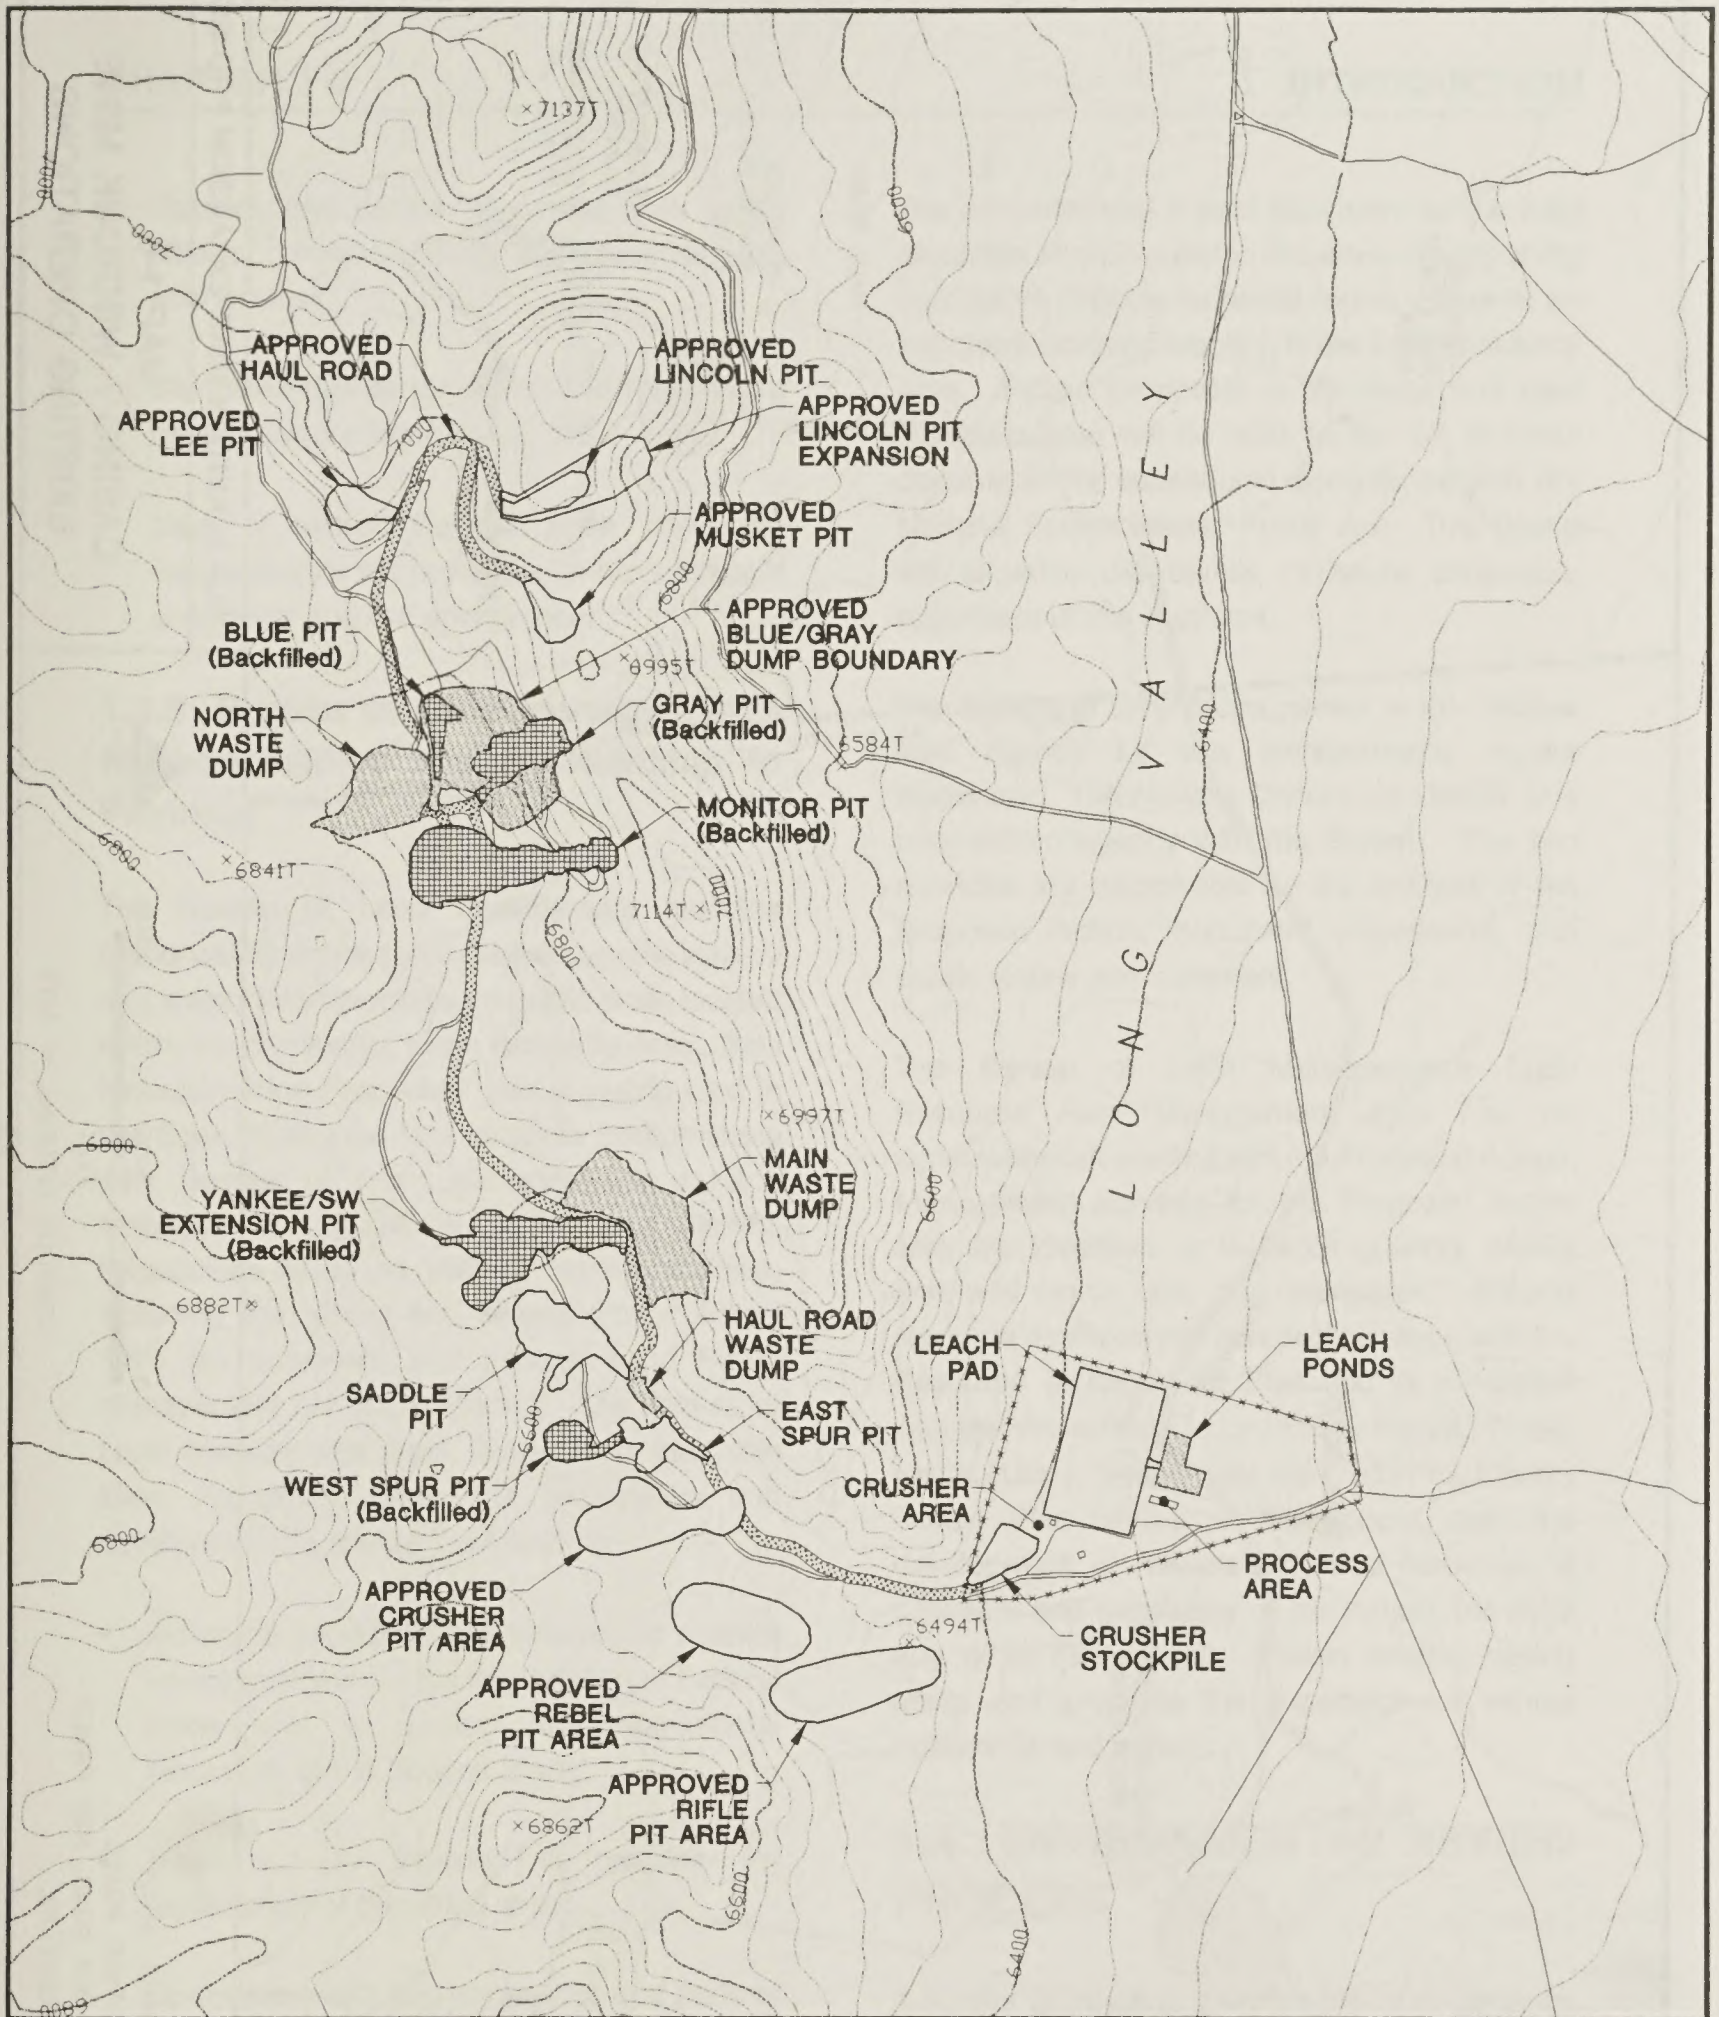 × 7137T
7000
7000
6600
APPROVED
HAUL ROAD
APPROVED
LINCOLN PIT
APPROVED
LEE PIT
7000
APPROVED
LINCOLN PIT
EXPANSION
APPROVED
MUSKET PIT
6800
BLUE PIT
(Backfilled)
APPROVED
BLUE/GRAY
DUMP BOUNDARY
×6995T
NORTH
WASTE
DUMP
GRAY PIT
(Backfilled)
6584T
6400
LONG VALLEY
MONITOR PIT
(Backfilled)
6800
×6841T
7114T ×
7000
6800
×6997T
6800
MAIN
WASTE
DUMP
6600
YANKEE/SW
EXTENSION PIT
(Backfilled)
6882T×
HAUL ROAD
WASTE
DUMP
LEACH
PAD
LEACH
PONDS
SADDLE
PIT
6600
EAST
SPUR PIT
WEST SPUR PIT
(Backfilled)
CRUSHER
AREA
6800
APPROVED
CRUSHER
PIT AREA
PROCESS
AREA
6494T
×
CRUSHER
STOCKPILE
APPROVED
REBEL
PIT AREA
APPROVED
RIFLE
PIT AREA
×6862T
6600
6400
6800